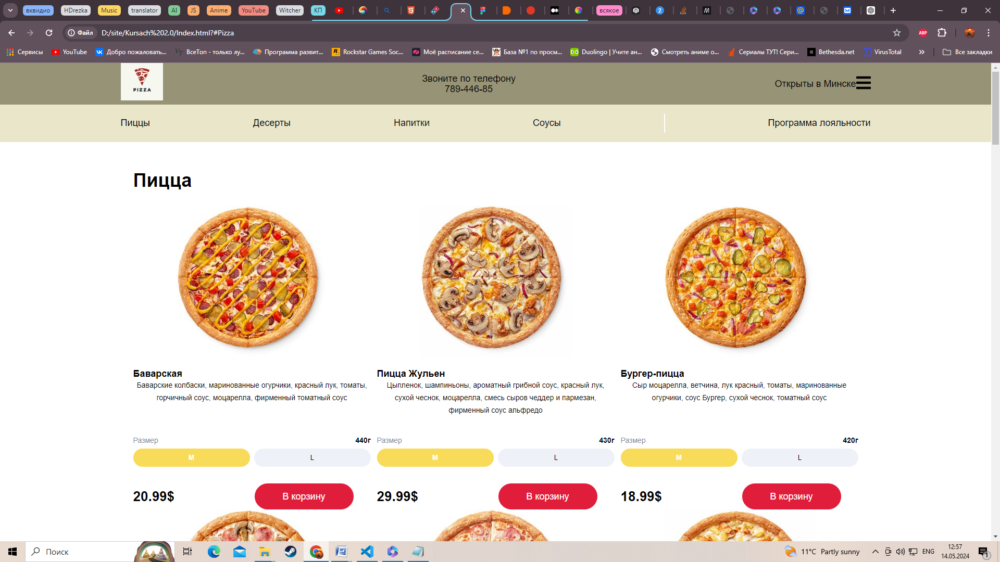 вквидио HDrezka Music translator AI JS Anime YouTube Witcher КП всякое 2
Файл D:/site/Kursach%202.0/Index.html?#Pizza ABP
Сервисы YouTube Добро пожаловать... ВсеТоп - только лу... Программа развит... Rockstar Games Soc... Моё расписание се... База №1 по просм... Duolingo | Учите ан... Смотреть аниме о... Сериалы ТУТ! Сери... Bethesda.net VirusTotal Все закладки
PIZZA
Звоните по телефону
789-446-85
Открыты в Минске
Пиццы Десерты Напитки Соусы Программа лояльности
Пицца
Баварская
Баварские колбаски, маринованные огурчики, красный лук, томаты,
горчичный соус, моцарелла, фирменный томатный соус
Размер 440г
M L
20.99$ В корзину
Пицца Жульен
Цыпленок, шампиньоны, ароматный грибной соус, красный лук,
сухой чеснок, моцарелла, смесь сыров чеддер и пармезан,
фирменный соус альфредо
Размер 430г
M L
29.99$ В корзину
Бургер-пицца
Сыр моцарелла, ветчина, лук красный, томаты, маринованные
огурчики, соус Бургер, сухой чеснок, томатный соус
Размер 420г
M L
18.99$ В корзину
Поиск
11°C Partly sunny
ENG
12:57
14.05.2024
1